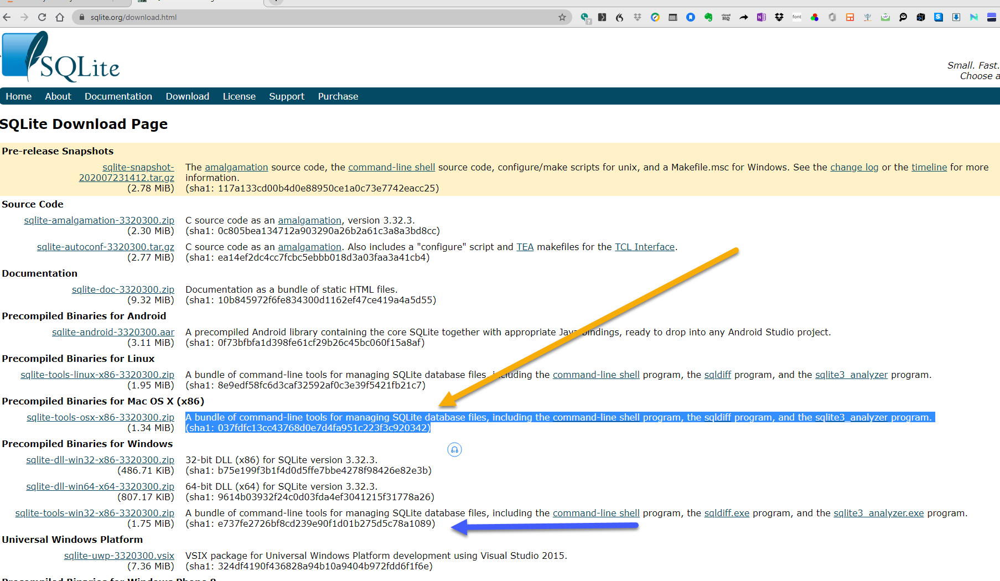 sqlite.org/download.html
cloud
HQ
font
SQLite
Small. Fast.
Choose a
Home About Documentation Download License Support Purchase
SQLite Download Page
Pre-release Snapshots
sqlite-snapshot- The amalgamation source code, the command-line shell source code, configure/make scripts for unix, and a Makefile.msc for Windows. See the change log or the timeline for more
202007231412.tar.gz information.
(2.78 MiB) (sha1: 117a133cd00b4d0e88950ce1a0c73e7742eacc25)
Source Code
sqlite-amalgamation-3320300.zip C source code as an amalgamation, version 3.32.3.
(2.30 MiB) (sha1: 0c805bea134712a903290a26b2a61c3a8a3bd8cc)
sqlite-autoconf-3320300.tar.gz C source code as an amalgamation. Also includes a "configure" script and TEA makefiles for the TCL Interface.
(2.77 MiB) (sha1: ea14ef2dc4cc7fcbc5ebbb018d3a03faa3a41cb4)
Documentation
sqlite-doc-3320300.zip Documentation as a bundle of static HTML files.
(9.32 MiB) (sha1: 10b845972f6fe834300d1162ef47ce419a4a5d55)
Precompiled Binaries for Android
sqlite-android-3320300.aar A precompiled Android library containing the core SQLite together with appropriate Java bindings, ready to drop into any Android Studio project.
(3.11 MiB) (sha1: 0f73bfbfa1d398fe61cf29b26c45bc060f15a8af)
Precompiled Binaries for Linux
sqlite-tools-linux-x86-3320300.zip A bundle of command-line tools for managing SQLite database files, including the command-line shell program, the sqldiff program, and the sqlite3_analyzer program.
(1.95 MiB) (sha1: 8e9edf58fc6d3caf32592af0c3e39f5421fb21c7)
Precompiled Binaries for Mac OS X (x86)
sqlite-tools-osx-x86-3320300.zip A bundle of command-line tools for managing SQLite database files, including the command-line shell program, the sqldiff program, and the sqlite3_analyzer program.
(1.34 MiB) (sha1: 037fdfc13cc43768d0e7d4fa951c223f3c920342)
Precompiled Binaries for Windows
sqlite-dll-win32-x86-3320300.zip 32-bit DLL (x86) for SQLite version 3.32.3.
(486.71 KiB) (sha1: b75e199f3b1f4d0d5ffe7bbe4278f98426e82e3b)
sqlite-dll-win64-x64-3320300.zip 64-bit DLL (x64) for SQLite version 3.32.3.
(807.17 KiB) (sha1: 9614b03932f24c0d03fda4ef3041215f31778a26)
sqlite-tools-win32-x86-3320300.zip A bundle of command-line tools for managing SQLite database files, including the command-line shell program, the sqldiff.exe program, and the sqlite3_analyzer.exe program.
(1.75 MiB) (sha1: e737fe2726bf8cd239e90f1d01b275d5c78a1089)
Universal Windows Platform
sqlite-uwp-3320300.vsix VSIX package for Universal Windows Platform development using Visual Studio 2015.
(7.36 MiB) (sha1: 324df4190f436828a94b10a9404b972fdd6f1f6e)
Precompiled Binaries for Windows Phone 8